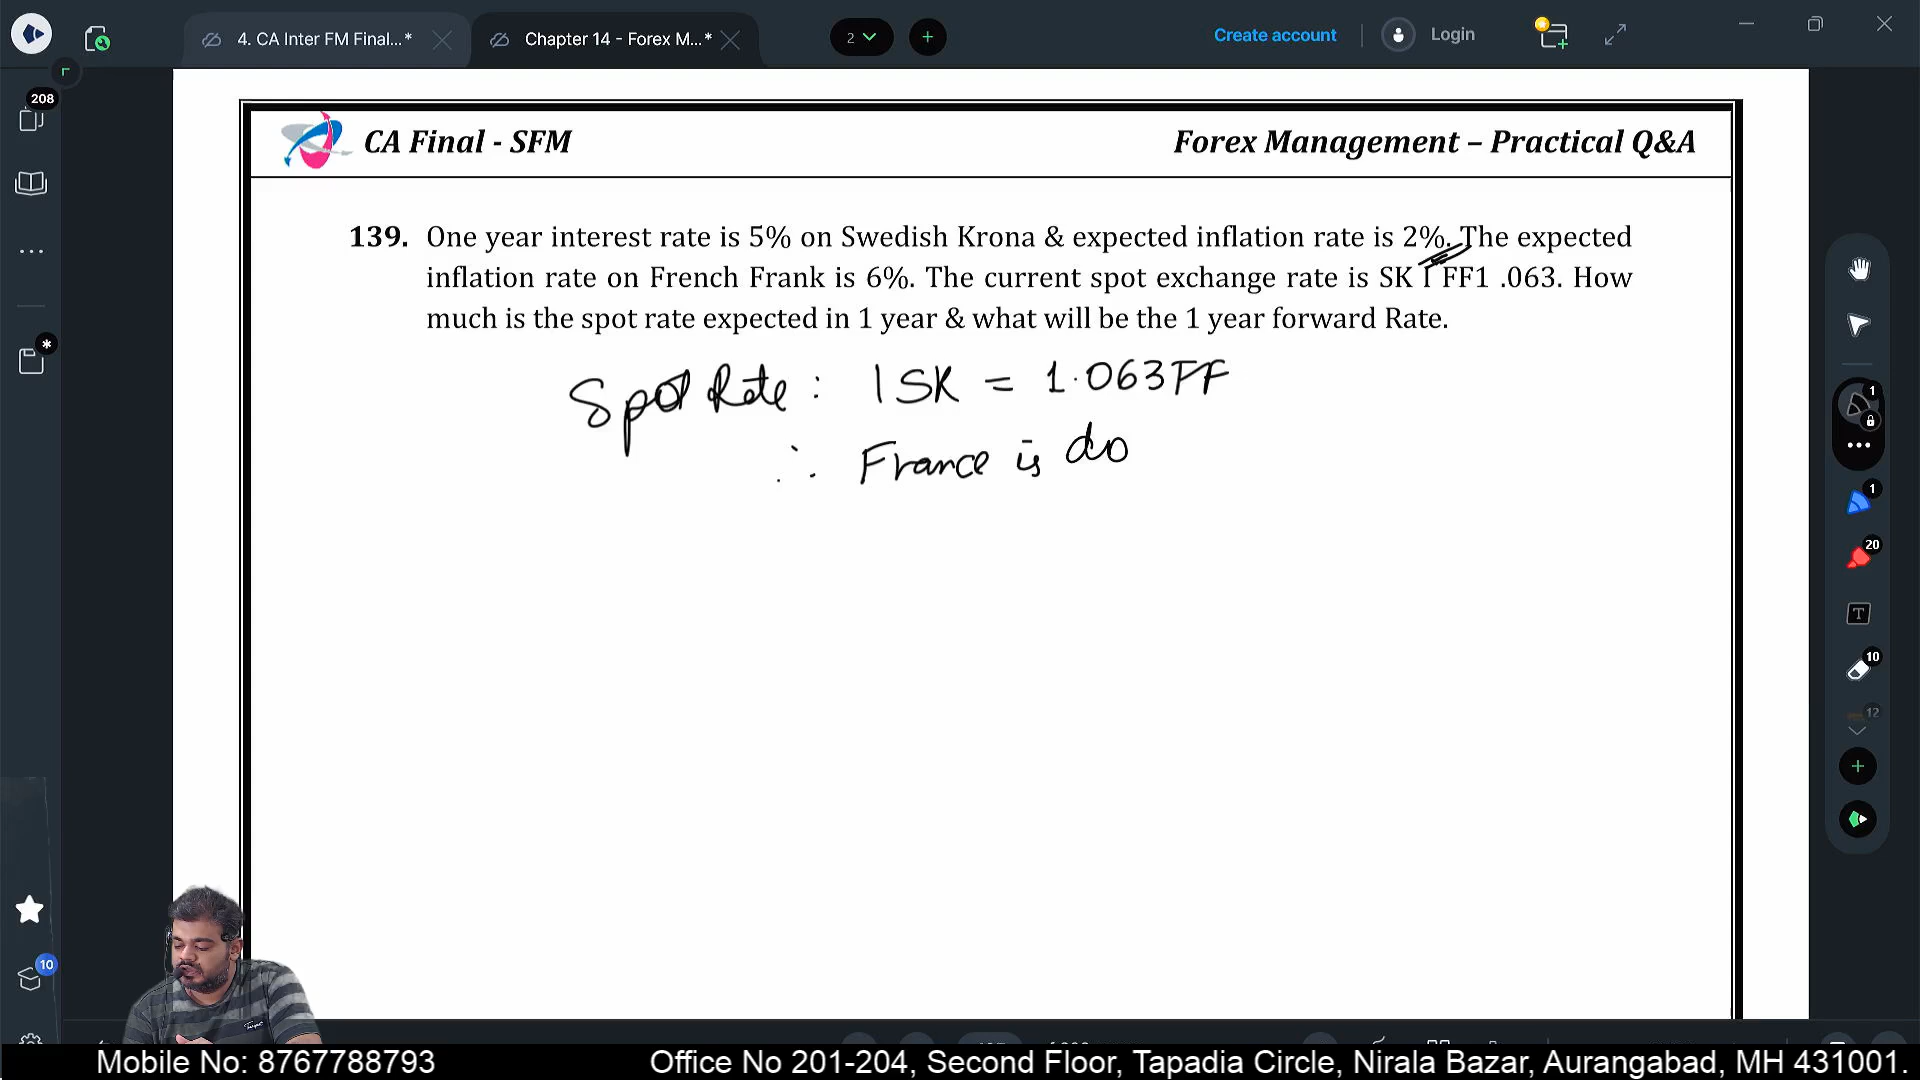 4. CA Inter FM Final...*
Chapter 14 - Forex M...*
2
Create account
Login
208
CA Final - SFM
Forex Management – Practical Q&A
139. One year interest rate is 5% on Swedish Krona & expected inflation rate is 2%. The expected
inflation rate on French Frank is 6%. The current spot exchange rate is SK 1 FF1 .063. How
much is the spot rate expected in 1 year & what will be the 1 year forward Rate.
Spot Rate : 1 SK = 1.063 FF
∴ France is do
1
1
20
T
10
12
10
Mobile No: 8767788793
Office No 201-204, Second Floor, Tapadia Circle, Nirala Bazar, Aurangabad, MH 431001.